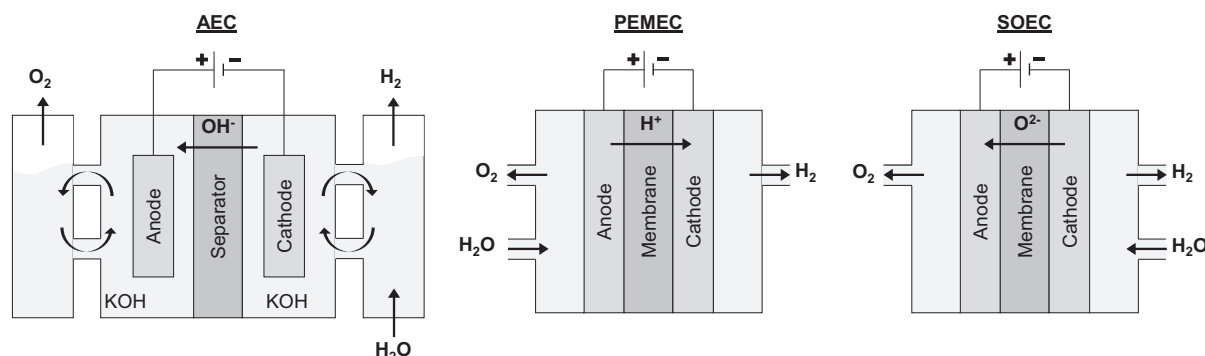 AEC
+ −
O₂
H₂
OH⁻
Anode
Separator
Cathode
KOH
KOH
H₂O
PEMEC
+ −
H⁺
O₂
H₂
H₂O
Anode
Membrane
Cathode
SOEC
+ −
O²⁻
O₂
H₂
H₂O
Anode
Membrane
Cathode